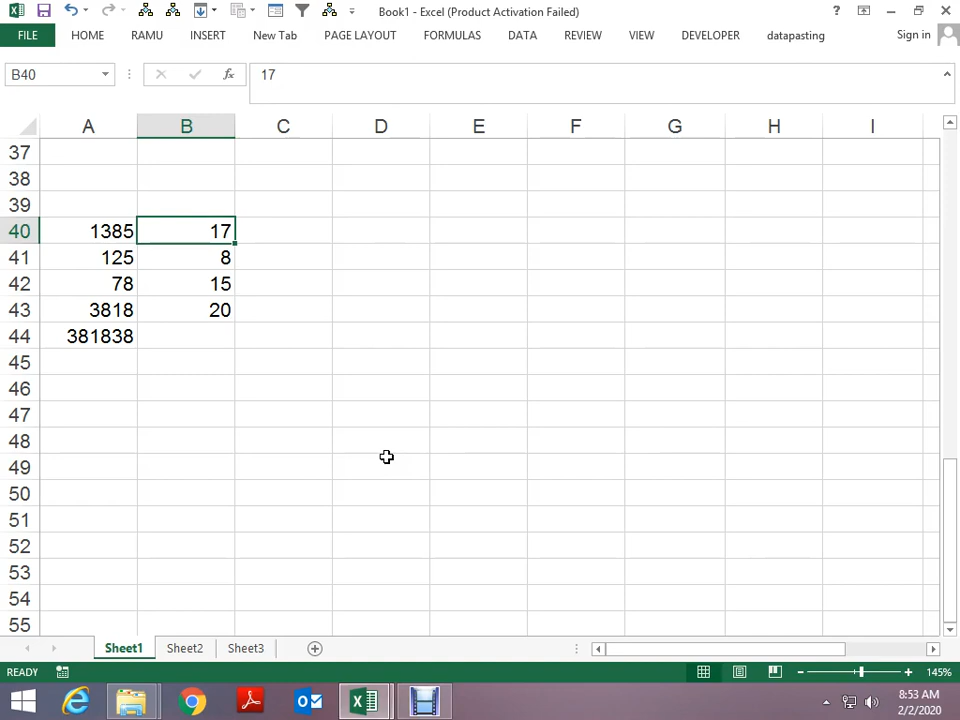 Book1 - Excel (Product Activation Failed)
?
FILE HOME RAMU INSERT New Tab PAGE LAYOUT FORMULAS DATA REVIEW VIEW DEVELOPER datapasting Sign in
B40 fx 17
A B C D E F G H I
37
38
39
40 1385 17
41 125 8
42 78 15
43 3818 20
44 381838
45
46
47
48
49
50
51
52
53
54
55
Sheet1 Sheet2 Sheet3
READY 145%
8:53 AM
2/2/2020